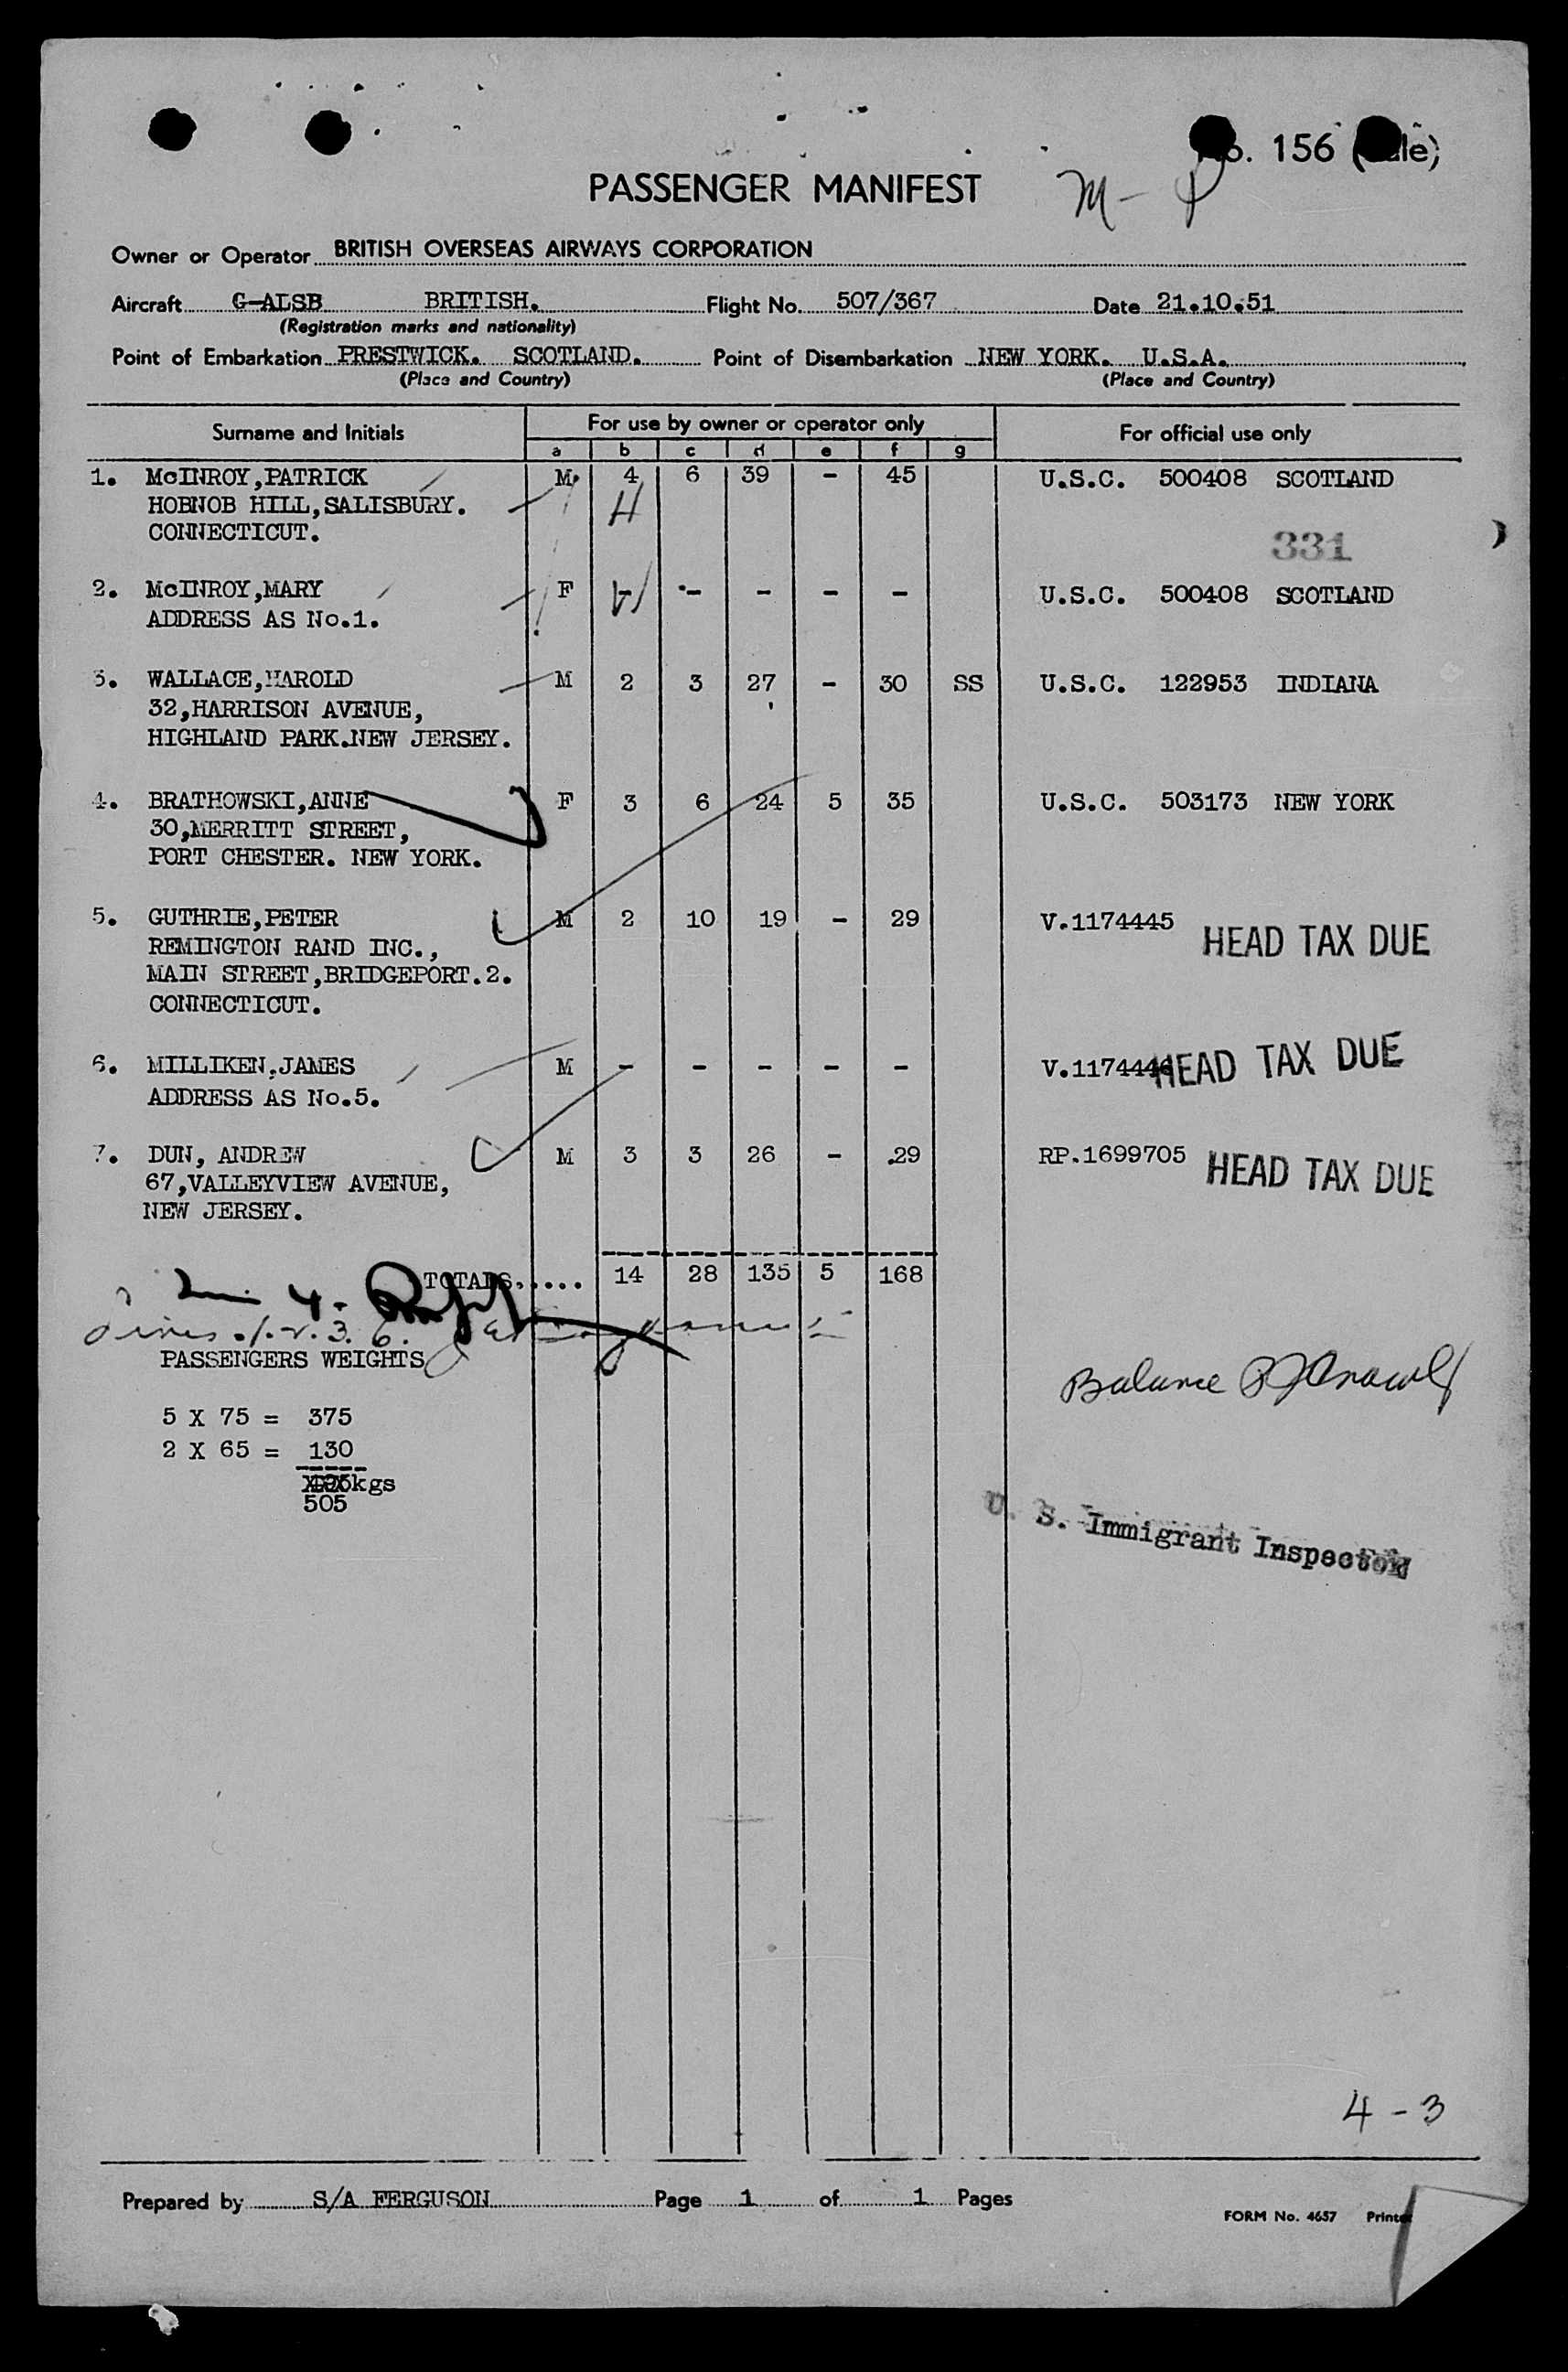 No. 156 (
PASSENGER MANIFEST
M - P
Owner or Operator BRITISH OVERSEAS AIRWAYS CORPORATION
Aircraft G-ALSB BRITISH. Flight No. 507/367 Date 21.10.51
(Registration marks and nationality)
Point of Embarkation PRESTWICK. SCOTLAND. Point of Disembarkation NEW YORK. U.S.A.
(Place and Country) (Place and Country)
Surname and Initials For use by owner or operator only For official use only
a b c d e f g
1. McINROY,PATRICK M. 4 6 39 - 45 U.S.C. 500408 SCOTLAND
HOBNOB HILL,SALISBURY.
CONNECTICUT. 331
2. McINROY,MARY F - - - - - U.S.C. 500408 SCOTLAND
ADDRESS AS No.1.
3. WALLACE,HAROLD M 2 3 27 - 30 SS U.S.C. 122953 INDIANA
32,HARRISON AVENUE,
HIGHLAND PARK.NEW JERSEY.
4. BRATHOWSKI,ANNE F 3 6 24 5 35 U.S.C. 503173 NEW YORK
30,MERRITT STREET,
PORT CHESTER. NEW YORK.
5. GUTHRIE,PETER M 2 10 19 - 29 V.1174445 HEAD TAX DUE
REMINGTON RAND INC.,
MAIN STREET,BRIDGEPORT.2.
CONNECTICUT.
6. MILLIKEN,JAMES M - - - - - V.1174446 HEAD TAX DUE
ADDRESS AS No.5.
7. DUN, ANDREW M 3 3 26 - .29 RP.1699705 HEAD TAX DUE
67,VALLEYVIEW AVENUE,
NEW JERSEY.
TOTALS..... 14 28 135 5 168
PASSENGERS WEIGHTS
Balance
5 X 75 = 375
2 X 65 = 130
kgs
505
U. S. Immigrant Inspector
4 - 3
Prepared by S/A FERGUSON Page 1 of 1 Pages
FORM No. 4657